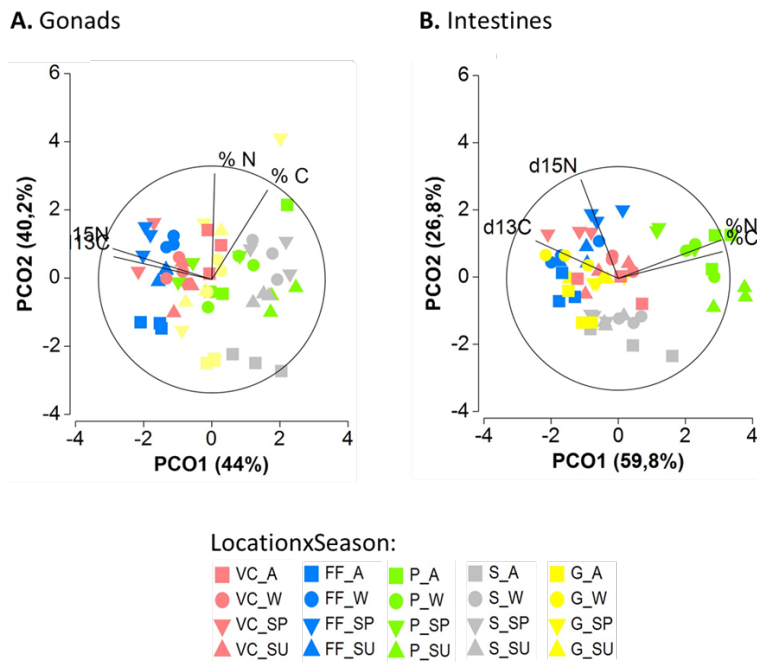 A. Gonads
B. Intestines
6
4
2
0
-2
-4
PCO2 (40,2%)
% N
% C
15N
l13C
-4
-2
0
2
4
PCO1 (44%)
6
4
2
0
-2
-4
PCO2 (26,8%)
d15N
d13C
%N
%C
-4
-2
0
2
4
PCO1 (59,8%)
LocationxSeason:
VC_A FF_A P_A S_A G_A
VC_W FF_W P_W S_W G_W
VC_SP FF_SP P_SP S_SP G_SP
VC_SU FF_SU P_SU S_SU G_SU